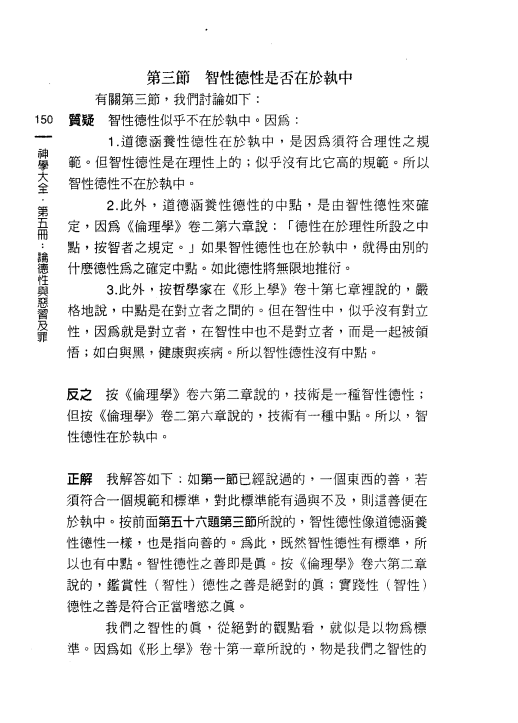 第三節　智性德性是否在於執中
有關第三節，我們討論如下：
150
神學大全．第五冊：論德性與惡習及罪
質疑　智性德性似乎不在於執中。因爲：
1.道德涵養性德性在於執中，是因爲須符合理性之規
範。但智性德性是在理性上的；似乎沒有比它高的規範。所以
智性德性不在於執中。
2.此外，道德涵養性德性的中點，是由智性德性來確
定，因爲《倫理學》卷二第六章說：「德性在於理性所設之中
點，按智者之規定。」如果智性德性也在於執中，就得由別的
什麼德性爲之確定中點。如此德性將無限地推衍。
3.此外，按哲學家在《形上學》卷十第七章裡說的，嚴
格地說，中點是在對立者之間的。但在智性中，似乎沒有對立
性，因爲就是對立者，在智性中也不是對立者，而是一起被領
悟；如白與黑，健康與疾病。所以智性德性沒有中點。
反之　按《倫理學》卷六第二章說的，技術是一種智性德性；
但按《倫理學》卷二第六章說的，技術有一種中點。所以，智
性德性在於執中。
正解　我解答如下：如第一節已經說過的，一個東西的善，若
須符合一個規範和標準，對此標準能有過與不及，則這善便在
於執中。按前面第五十六題第三節所說的，智性德性像道德涵養
性德性一樣，也是指向善的。爲此，既然智性德性有標準，所
以也有中點。智性德性之善即是眞。按《倫理學》卷六第二章
說的，鑑賞性（智性）德性之善是絕對的眞；實踐性（智性）
德性之善是符合正當嗜慾之眞。
我們之智性的眞，從絕對的觀點看，就似是以物爲標
準。因爲如《形上學》卷十第一章所說的，物是我們之智性的